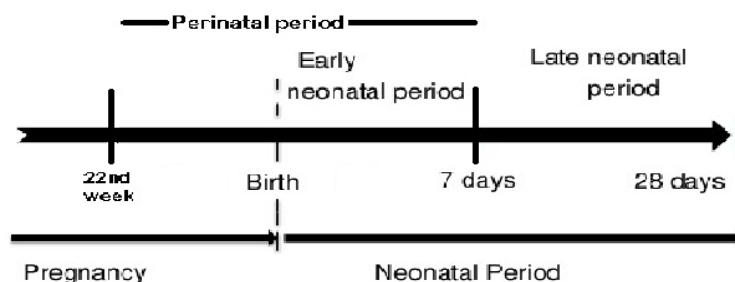 Perinatal period
Early
neonatal period
Late neonatal
period
22nd
week
Birth
7 days
28 days
Pregnancy
Neonatal Period